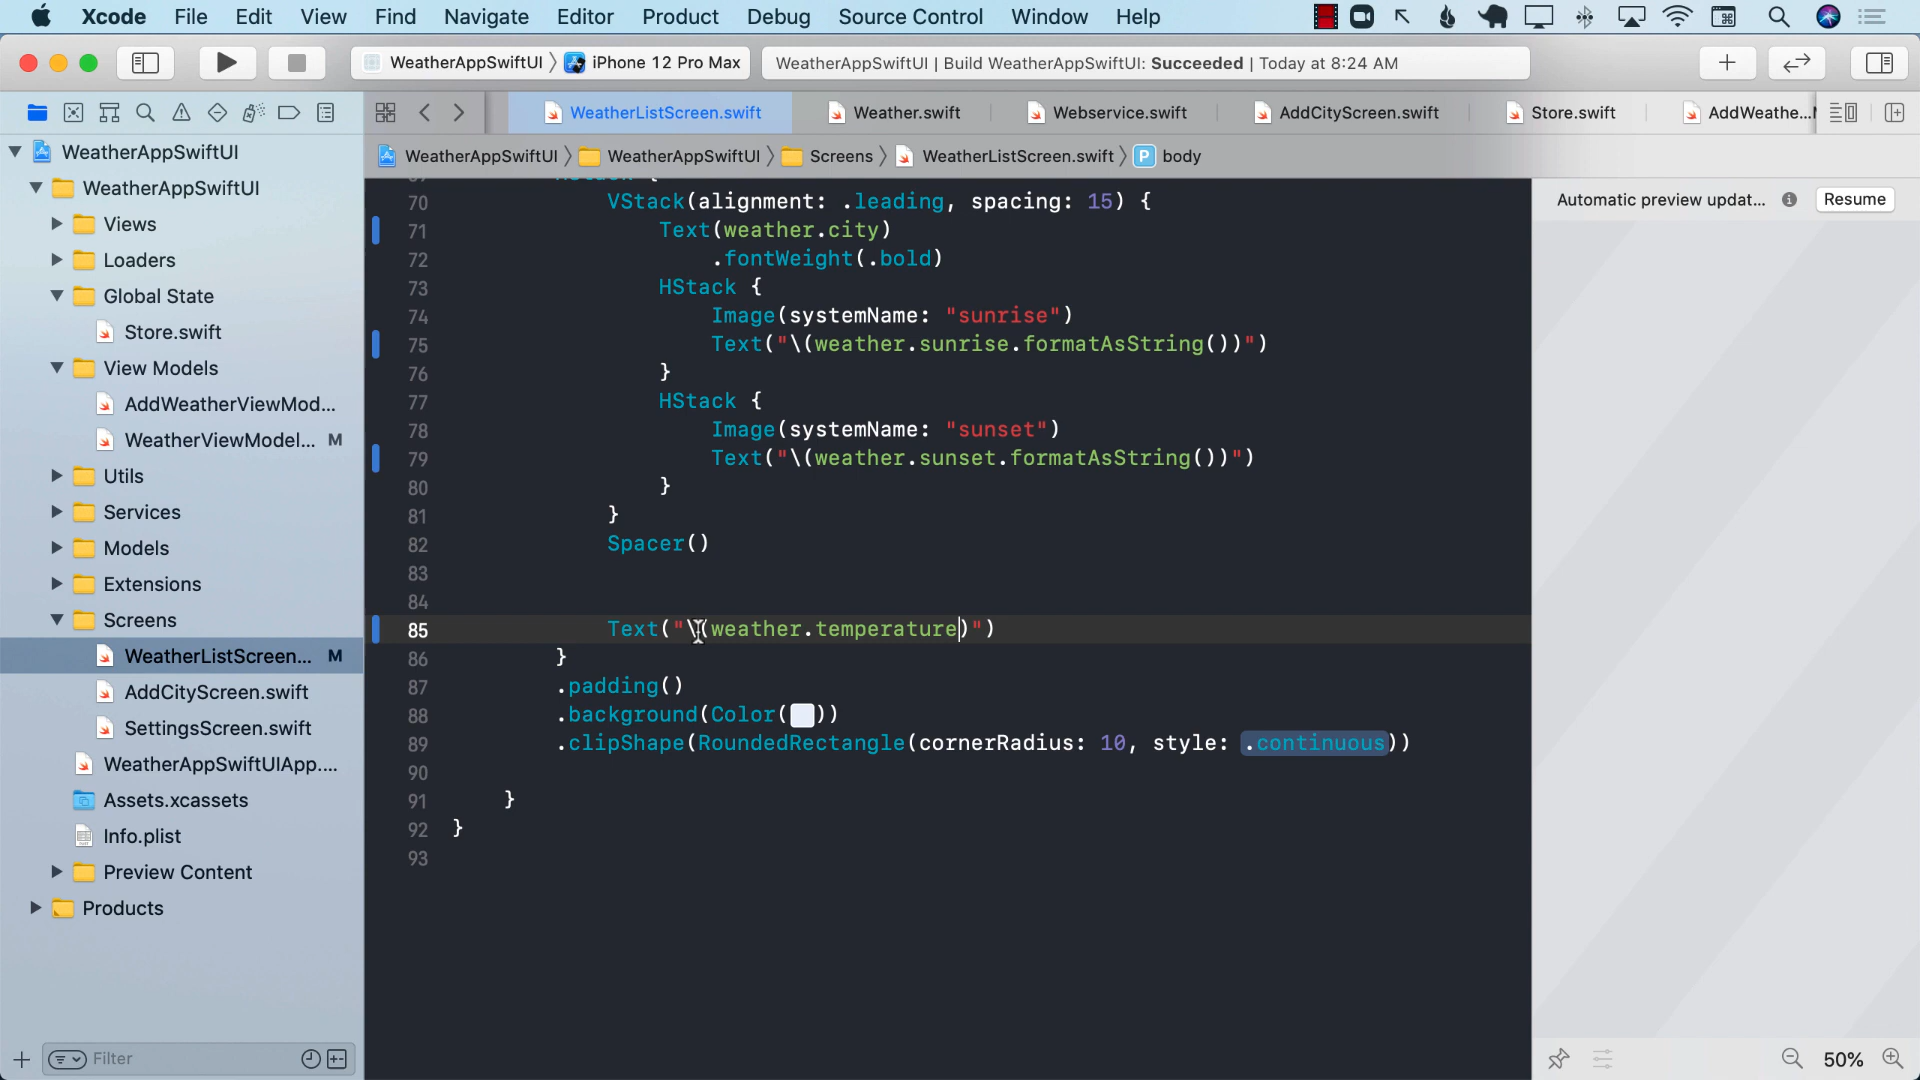 Xcode File Edit View Find Navigate Editor Product Debug Source Control Window Help
WeatherAppSwiftUI iPhone 12 Pro Max WeatherAppSwiftUI | Build WeatherAppSwiftUI: Succeeded | Today at 8:24 AM
WeatherListScreen.swift Weather.swift Webservice.swift AddCityScreen.swift Store.swift AddWeathe...
WeatherAppSwiftUI WeatherAppSwiftUI Screens WeatherListScreen.swift P body
WeatherAppSwiftUI
WeatherAppSwiftUI
Views
Loaders
Global State
Store.swift
View Models
AddWeatherViewMod...
WeatherViewModel... M
Utils
Services
Models
Extensions
Screens
WeatherListScreen... M
AddCityScreen.swift
SettingsScreen.swift
WeatherAppSwiftUIApp....
Assets.xcassets
Info.plist
Preview Content
Products
Filter
70 VStack(alignment: .leading, spacing: 15) {
71 Text(weather.city)
72 .fontWeight(.bold)
73 HStack {
74 Image(systemName: "sunrise")
75 Text("\(weather.sunrise.formatAsString())")
76 }
77 HStack {
78 Image(systemName: "sunset")
79 Text("\(weather.sunset.formatAsString())")
80 }
81 }
82 Spacer()
83
84
85 Text("\(weather.temperature)")
86 }
87 .padding()
88 .background(Color( ))
89 .clipShape(RoundedRectangle(cornerRadius: 10, style: .continuous))
90
91 }
92 }
93
Automatic preview updat... Resume
50%